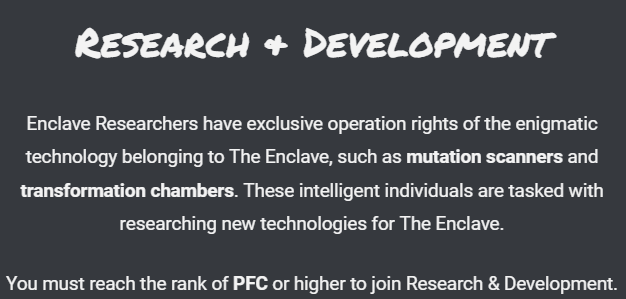 Research & Development
Enclave Researchers have exclusive operation rights of the enigmatic
technology belonging to The Enclave, such as mutation scanners and
transformation chambers. These intelligent individuals are tasked with
researching new technologies for The Enclave.
You must reach the rank of PFC or higher to join Research & Development.